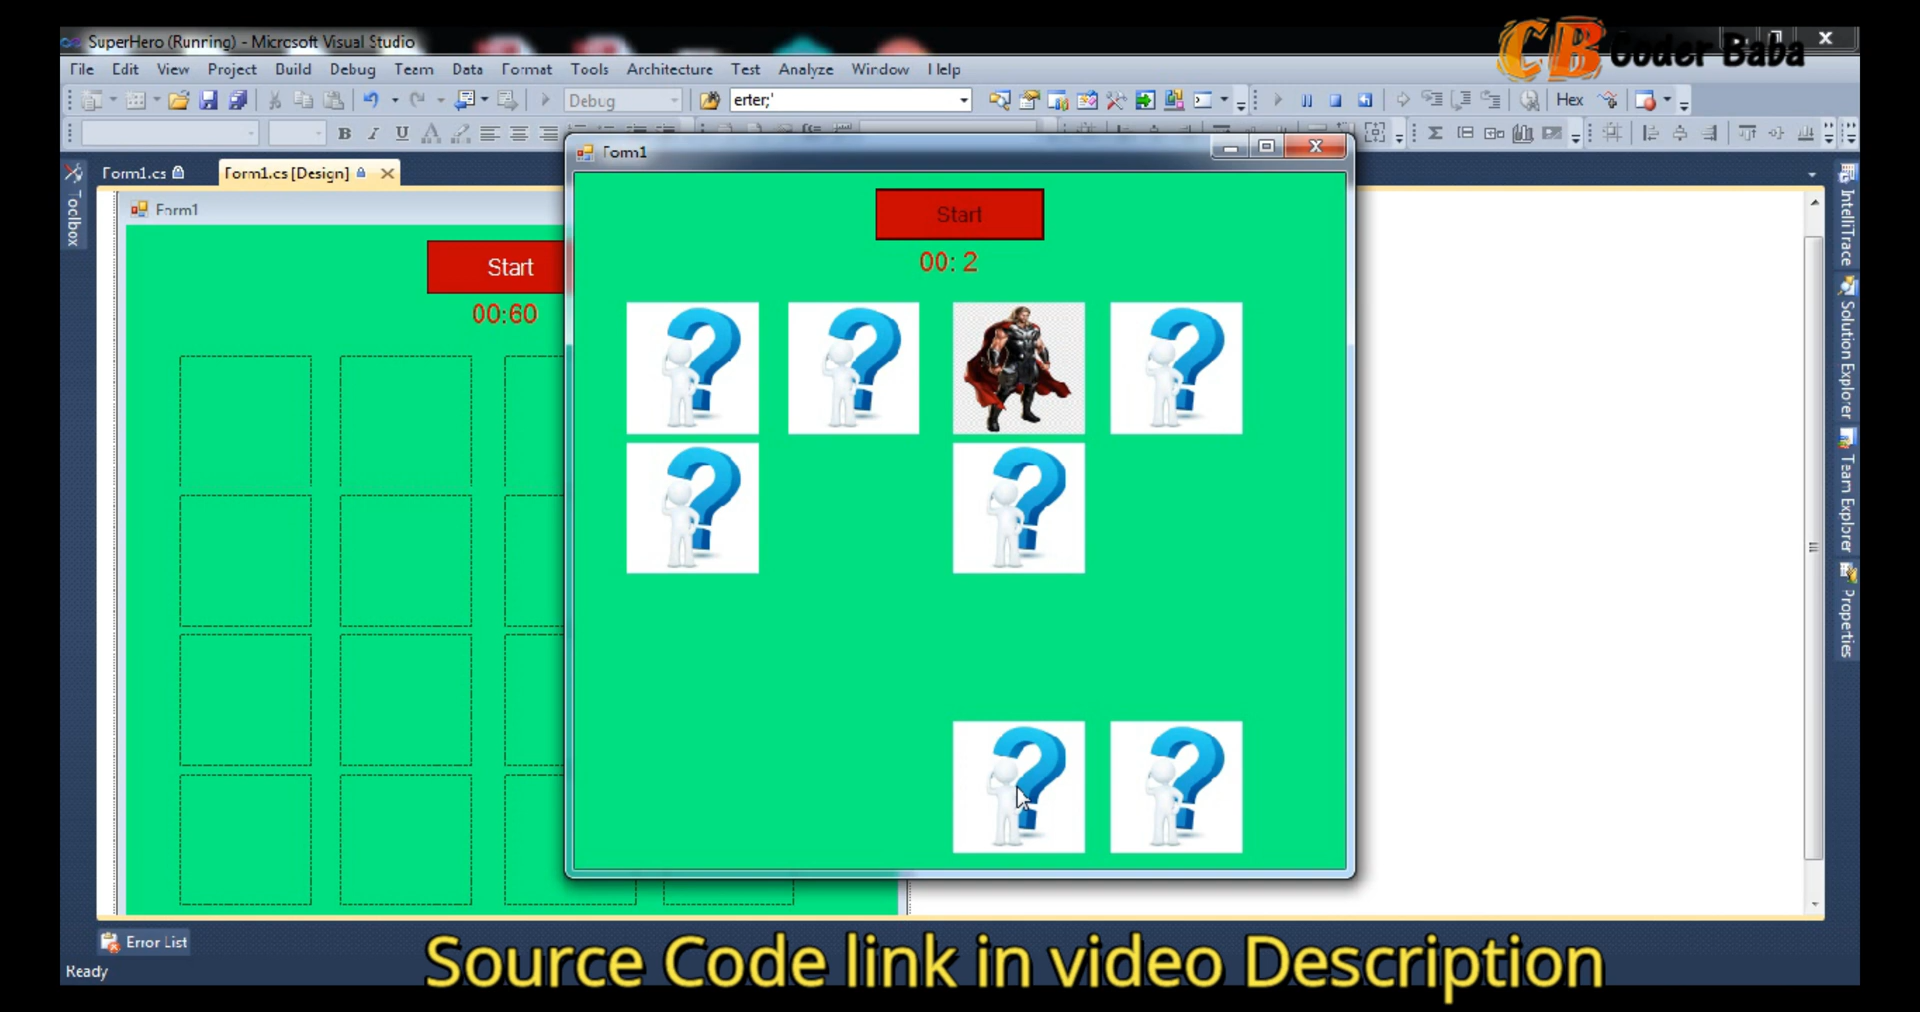 SuperHero (Running) - Microsoft Visual Studio
Coder Baba
File Edit View Project Build Debug Team Data Format Tools Architecture Test Analyze Window Help
Debug erter;' Hex
B I U
Form1.cs Form1.cs [Design]
Toolbox
Form1
Start
00:60
Form1
Start
00: 2
IntelliTrace
Solution Explorer
Team Explorer
Properties
Error List
Ready
Source Code link in video Description